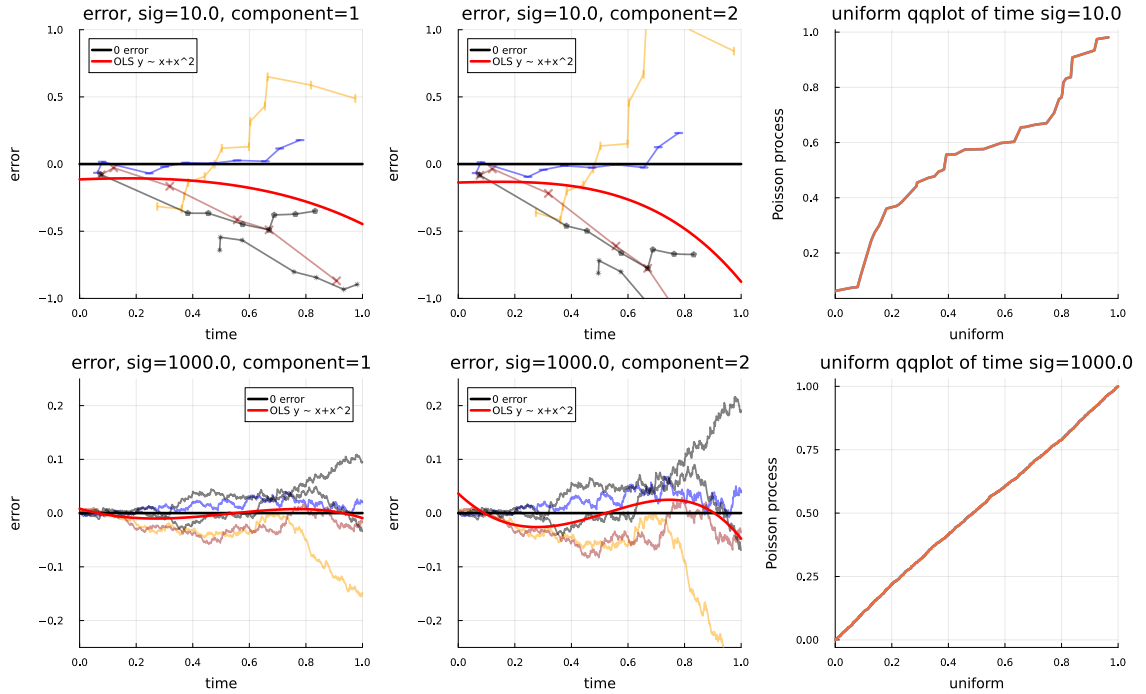 error, sig=10.0, component=1
1.0
0.5
0.0
−0.5
−1.0
error
0 error
OLS y ~ x+x^2
0.0 0.2 0.4 0.6 0.8 1.0
time
error, sig=10.0, component=2
1.0
0.5
0.0
−0.5
−1.0
error
0 error
OLS y ~ x+x^2
0.0 0.2 0.4 0.6 0.8 1.0
time
uniform qqplot of time sig=10.0
1.0
0.8
0.6
0.4
0.2
Poisson process
0.0 0.2 0.4 0.6 0.8 1.0
uniform
error, sig=1000.0, component=1
0.2
0.1
0.0
−0.1
−0.2
error
0 error
OLS y ~ x+x^2
0.0 0.2 0.4 0.6 0.8 1.0
time
error, sig=1000.0, component=2
0.2
0.1
0.0
−0.1
−0.2
error
0 error
OLS y ~ x+x^2
0.0 0.2 0.4 0.6 0.8 1.0
time
uniform qqplot of time sig=1000.0
1.00
0.75
0.50
0.25
0.00
Poisson process
0.0 0.2 0.4 0.6 0.8 1.0
uniform